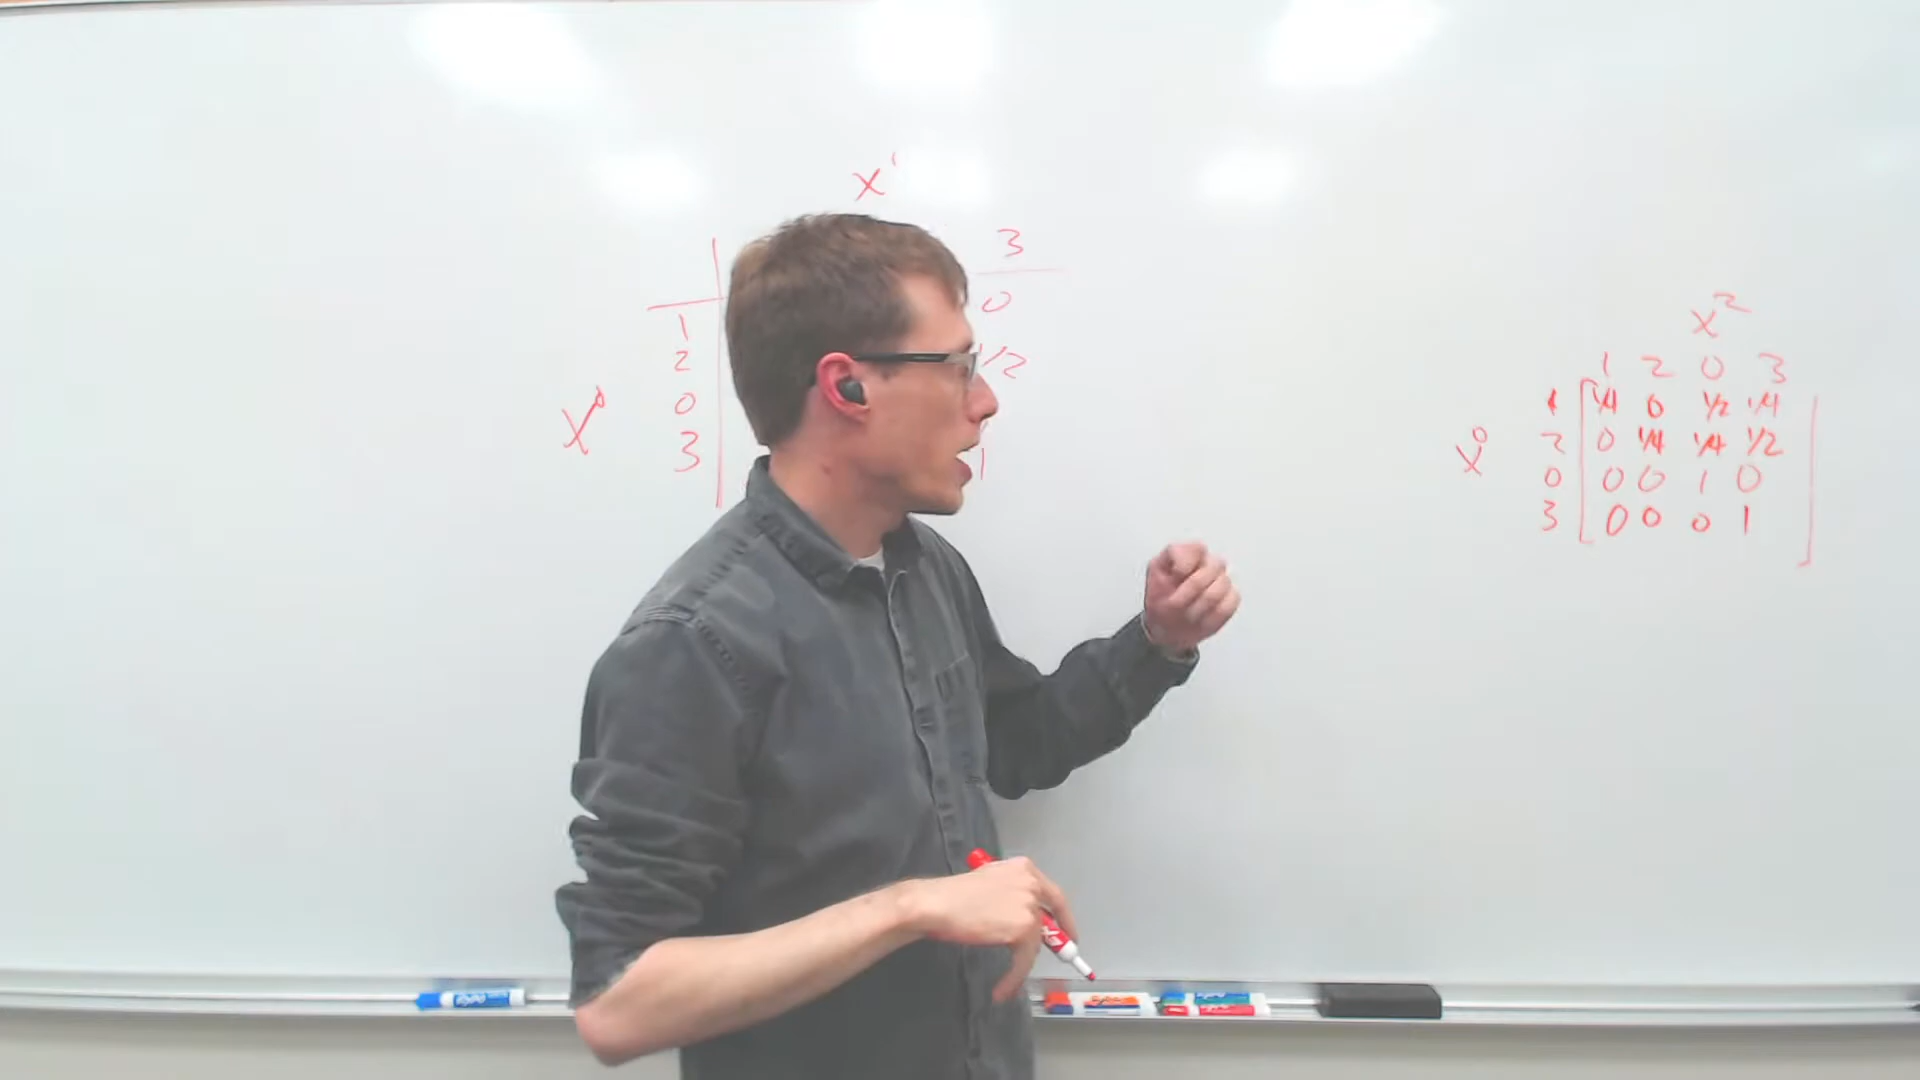 X¹
3
0
1
2 1/2
X⁰ 0
3 1
X²
1 2 0 3
1 1/4 0 1/2 1/4
X⁰ 2 0 1/4 1/4 1/2
0 0 0 1 0
3 0 0 0 1